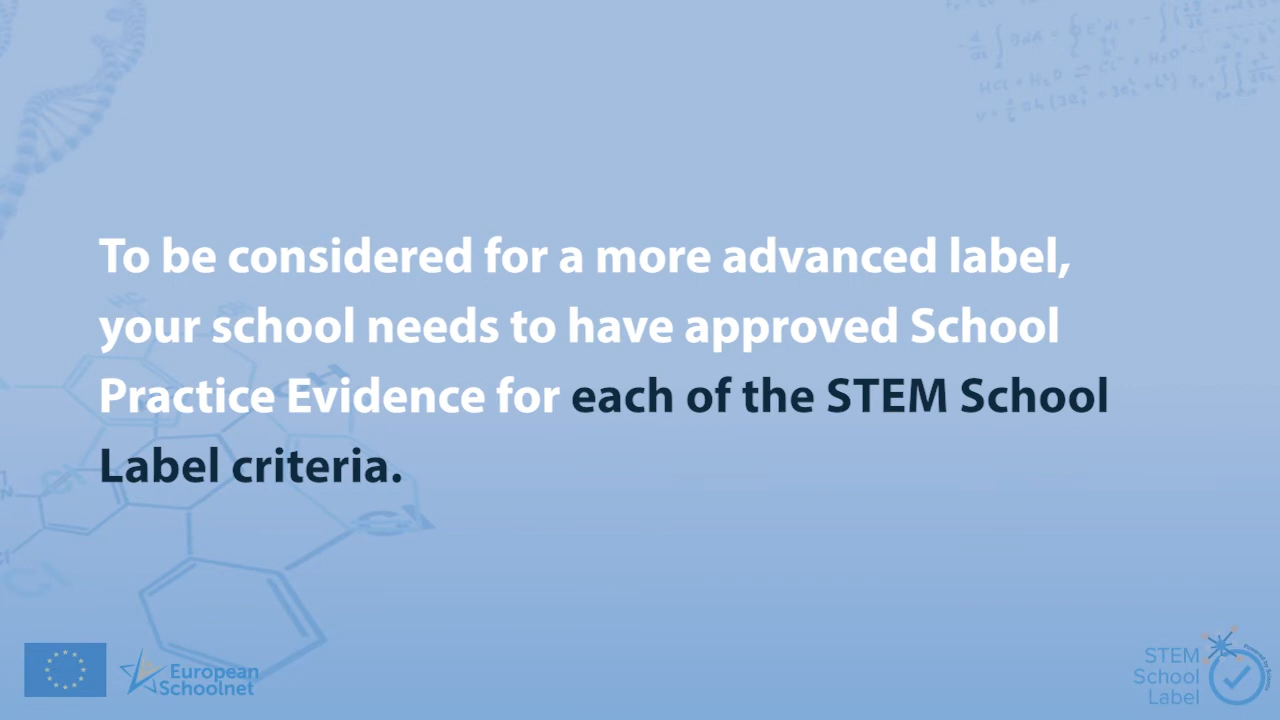 To be considered for a more advanced label,
your school needs to have approved School
Practice Evidence for each of the STEM School
Label criteria.
European
Schoolnet
STEM
School
Label